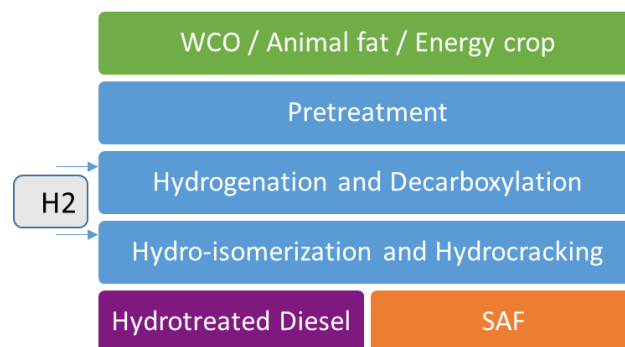 WCO / Animal fat / Energy crop
Pretreatment
Hydrogenation and Decarboxylation
H2
Hydro-isomerization and Hydrocracking
Hydrotreated Diesel
SAF